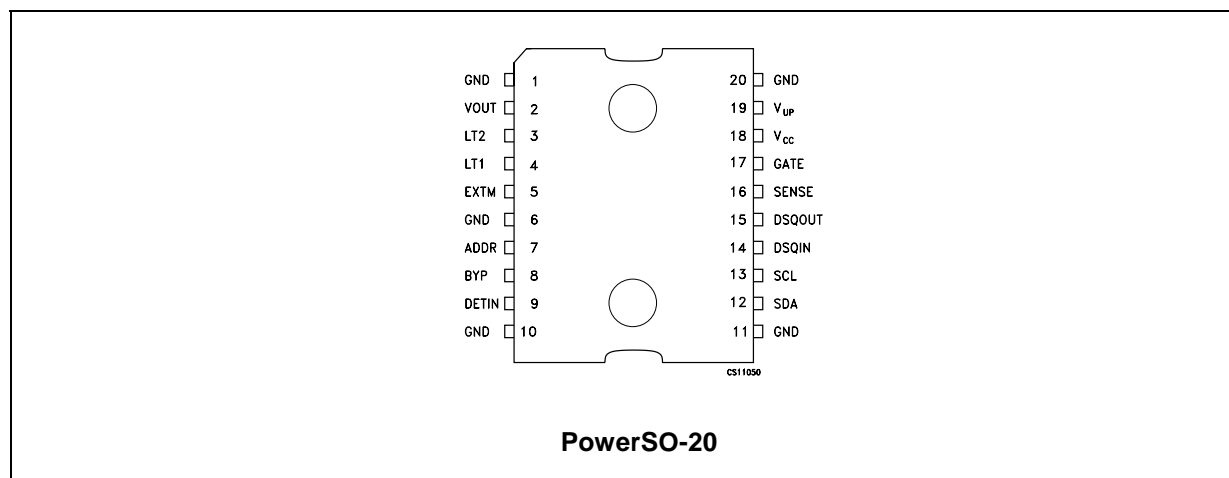 GND 1 20 GND
VOUT 2 19 VUP
LT2 3 18 VCC
LT1 4 17 GATE
EXTM 5 16 SENSE
GND 6 15 DSQOUT
ADDR 7 14 DSQIN
BYP 8 13 SCL
DETIN 9 12 SDA
GND 10 11 GND
CS11050
PowerSO-20